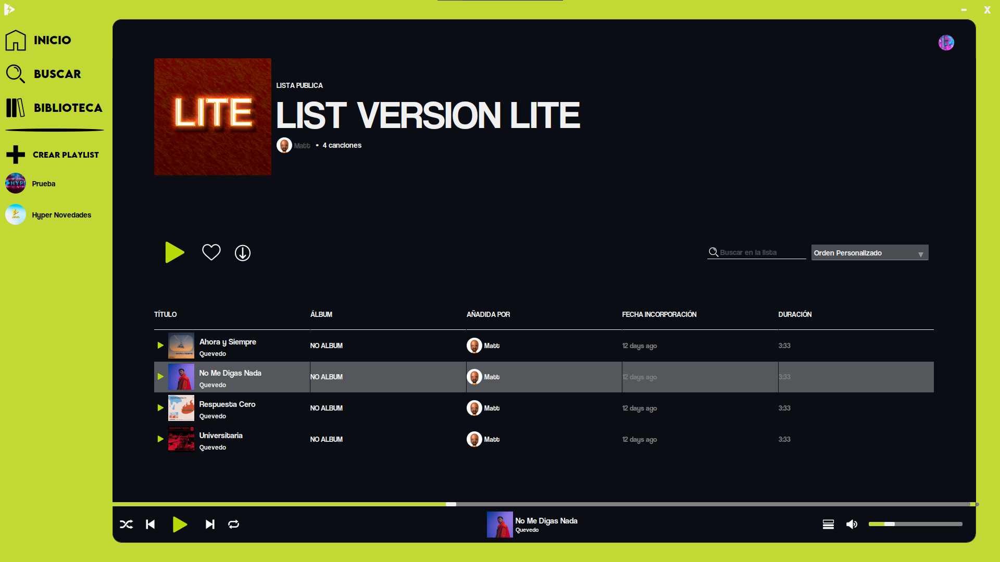 - X
INICIO
BUSCAR
BIBLIOTECA
CREAR PLAYLIST
Prueba
Hyper Novedades
LITE
LISTA PUBLICA
LIST VERSION LITE
Matt • 4 canciones
Buscar en la lista
Orden Personalizado
TÍTULO ÁLBUM AÑADIDA POR FECHA INCORPORACIÓN DURACIÓN
Ahora y Siempre
Quevedo
NO ALBUM Matt 12 days ago 3:33
No Me Digas Nada
Quevedo
NO ALBUM Matt 12 days ago 3:33
Respuesta Cero
Quevedo
NO ALBUM Matt 12 days ago 3:33
Universitaria
Quevedo
NO ALBUM Matt 12 days ago 3:33
No Me Digas Nada
Quevedo